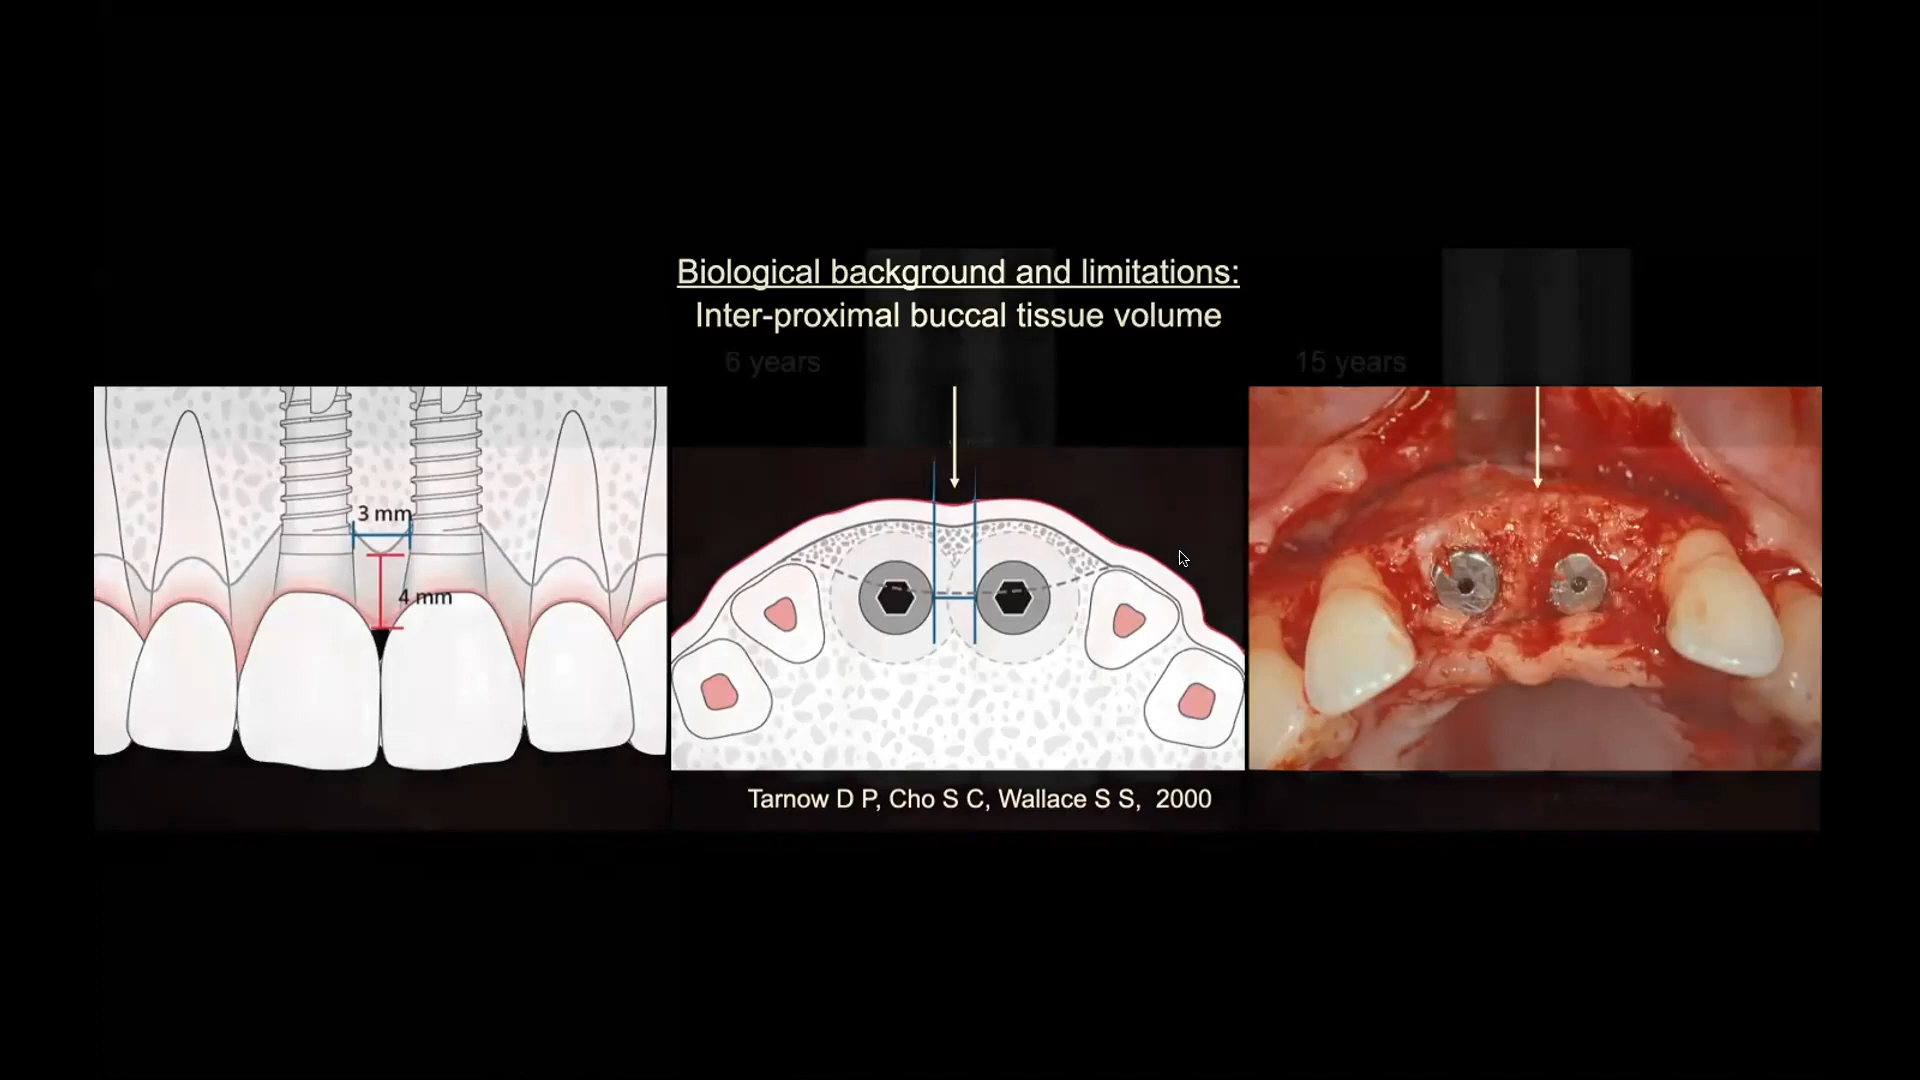 Biological background and limitations:
Inter-proximal buccal tissue volume
6 years
15 years
3 mm
4 mm
Tarnow D P, Cho S C, Wallace S S,  2000